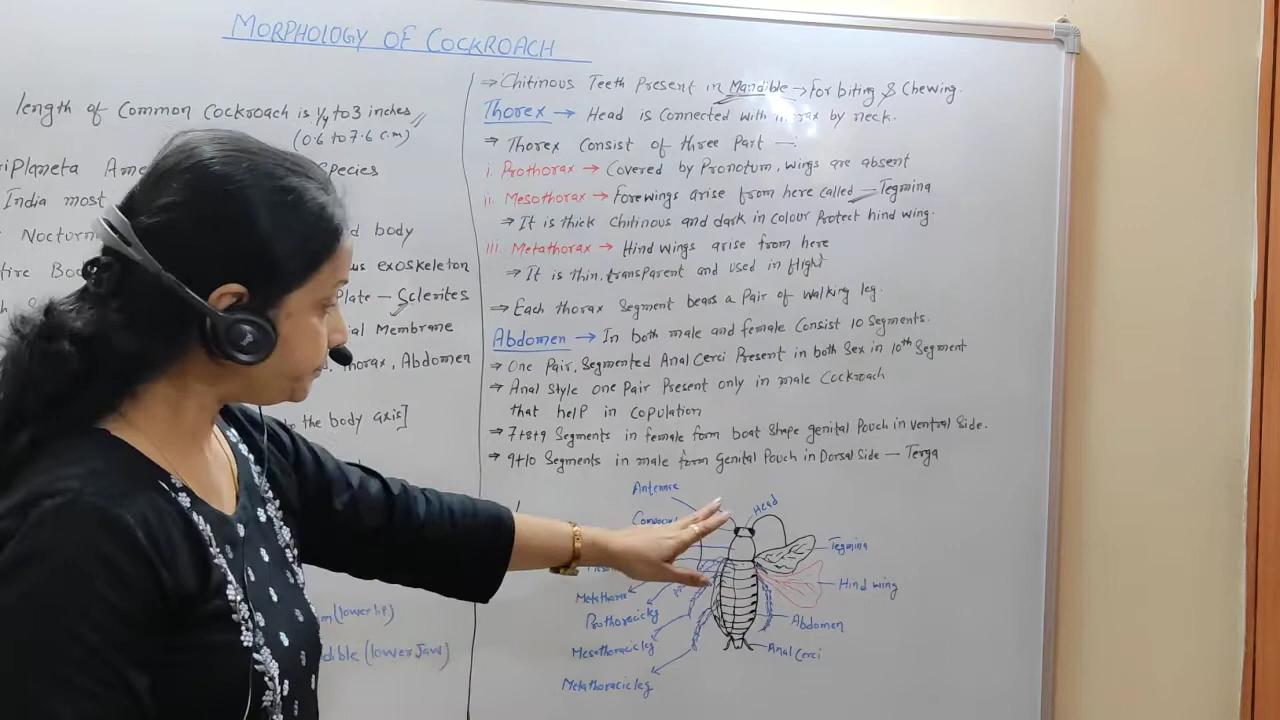 MORPHOLOGY OF COCKROACH
length of Common Cockroach is 1/4 to 3 inches
(0.6 to 7.6 cm)
Species
India most
Nocturn
body
exoskeleton
Plate — Sclerites
Membrane
Abdomen
the body axis]
(lower lip)
(lower Jaw)
⇒ Chitinous Teeth Present in Mandible → For biting & Chewing.
Thorex → Head is Connected with by neck.
⇒ Thorex Consist of three Part —
i. Prothorax → Covered by Pronotum, wings are absent
ii. Mesothorax → Forewings arise from here called — Tegmina
⇒ It is thick Chitinous and dark in colour Protect hind wing.
iii. Metathorax → Hind wings arise from here
⇒ It is thin, transparent and used in flight
⇒ Each thorax Segment bears a Pair of walking leg.
Abdomen → In both male and female Consist 10 Segments.
⇒ One Pair, Segmented Anal Cerci Present in both Sex in 10th Segment
⇒ Anal Style one Pair Present only in male Cockroach
that help in Copulation
⇒ 7+8+9 Segments in female form boat Shape genital Pouch in ventral Side.
⇒ 9+10 Segments in male form Genital Pouch in Dorsal Side — Terga
Antennae
Head
Tegmina
Hind wing
Metathorax
Prothoracic leg
Abdomen
Mesothoracic leg
Anal Cerci
Metathoracic leg